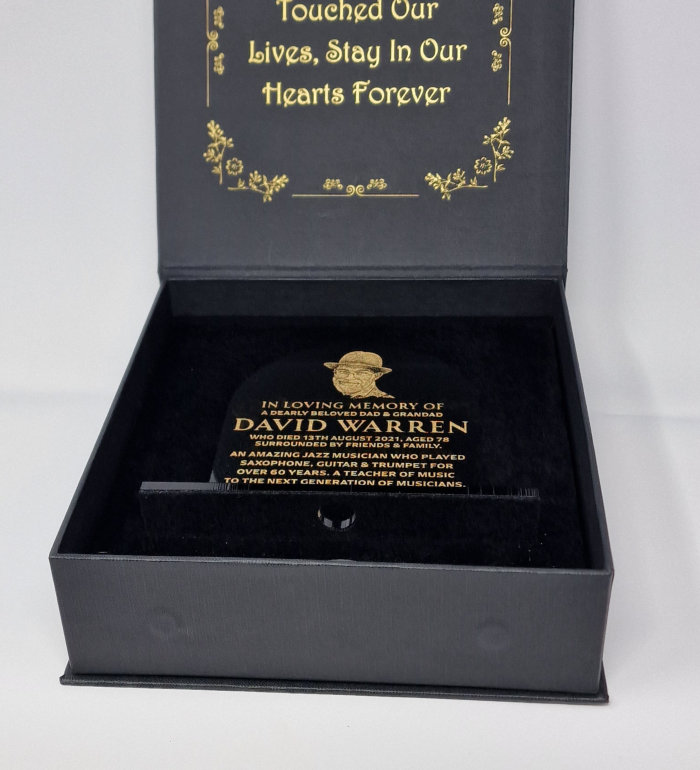 Touched Our
Lives, Stay In Our
Hearts Forever
IN LOVING MEMORY OF
A DEARLY BELOVED DAD & GRANDAD
DAVID WARREN
WHO DIED 13TH AUGUST 2021, AGED 78
SURROUNDED BY FRIENDS & FAMILY.
AN AMAZING JAZZ MUSICIAN WHO PLAYED
SAXOPHONE, GUITAR & TRUMPET FOR
OVER 60 YEARS. A TEACHER OF MUSIC
TO THE NEXT GENERATION OF MUSICIANS.